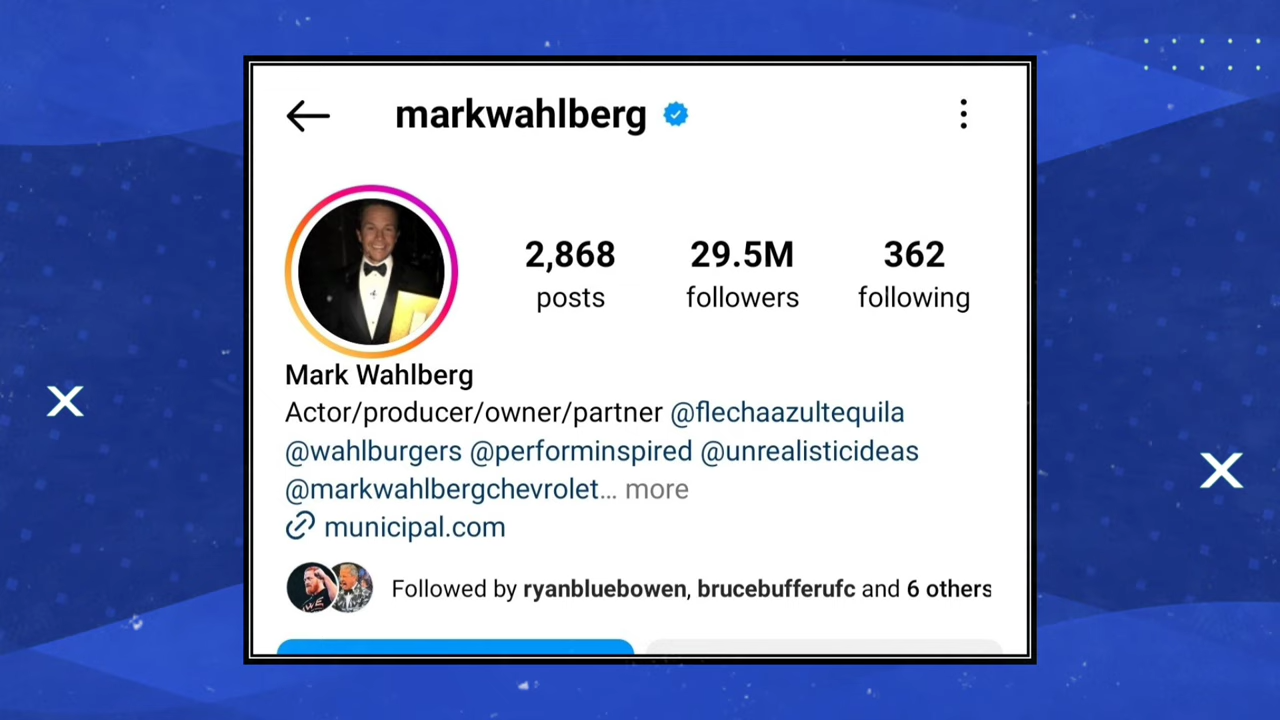 markwahlberg
2,868 29.5M 362
posts followers following
Mark Wahlberg
Actor/producer/owner/partner @flechaazultequila
@wahlburgers @performinspired @unrealisticideas
@markwahlbergchevrolet... more
municipal.com
Followed by ryanbluebowen, brucebufferufc and 6 others